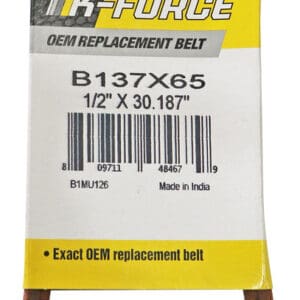 K-FORCE
OEM REPLACEMENT BELT
B137X65
1/2" X 30.187"
8 09711 48467 9
B1MU126 Made in India
• Exact OEM replacement belt